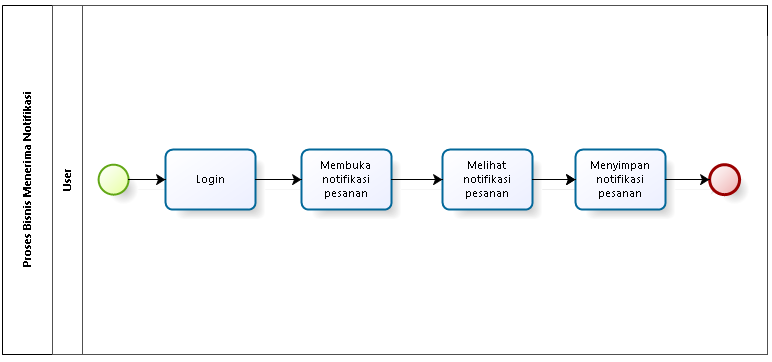 Proses Bisnis Menerima Notifikasi
User
Login
Membuka
notifikasi
pesanan
Melihat
notifikasi
pesanan
Menyimpan
notifikasi
pesanan